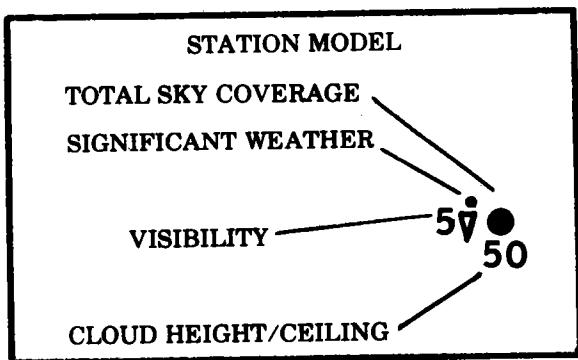 STATION MODEL
TOTAL SKY COVERAGE
SIGNIFICANT WEATHER
VISIBILITY
5
50
CLOUD HEIGHT/CEILING